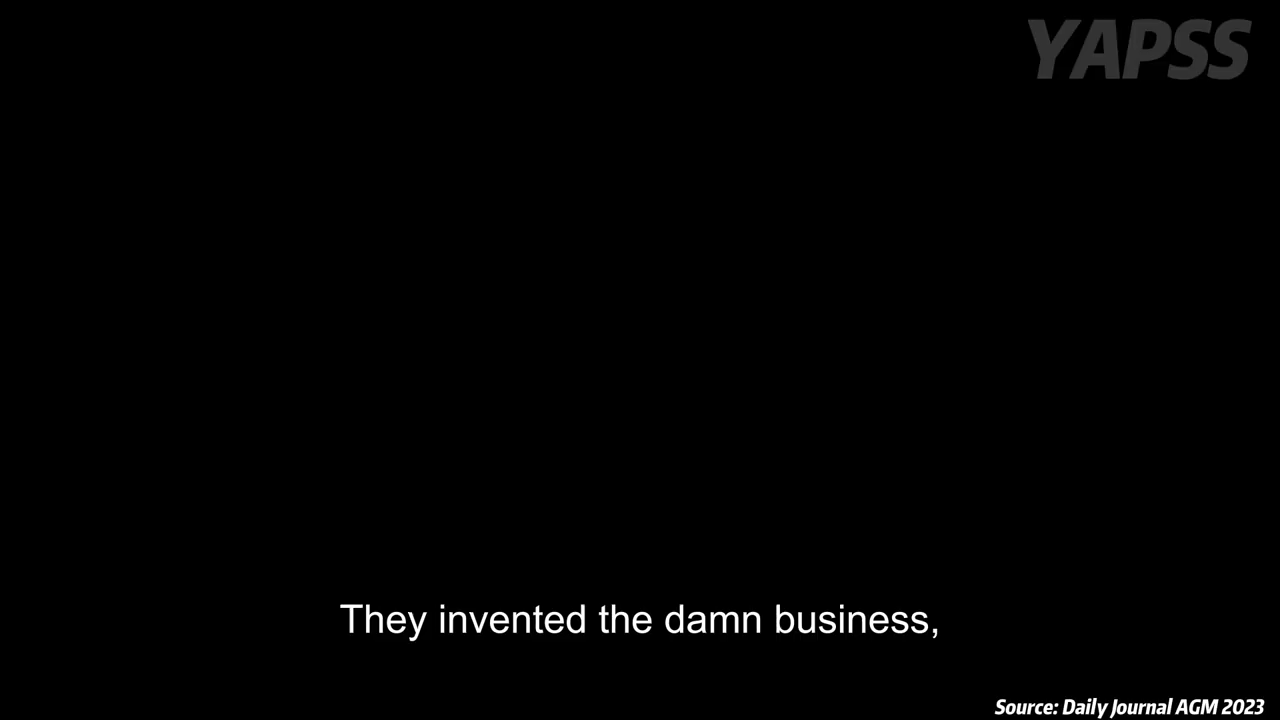 YAPSS
They invented the damn business,
Source: Daily Journal AGM 2023